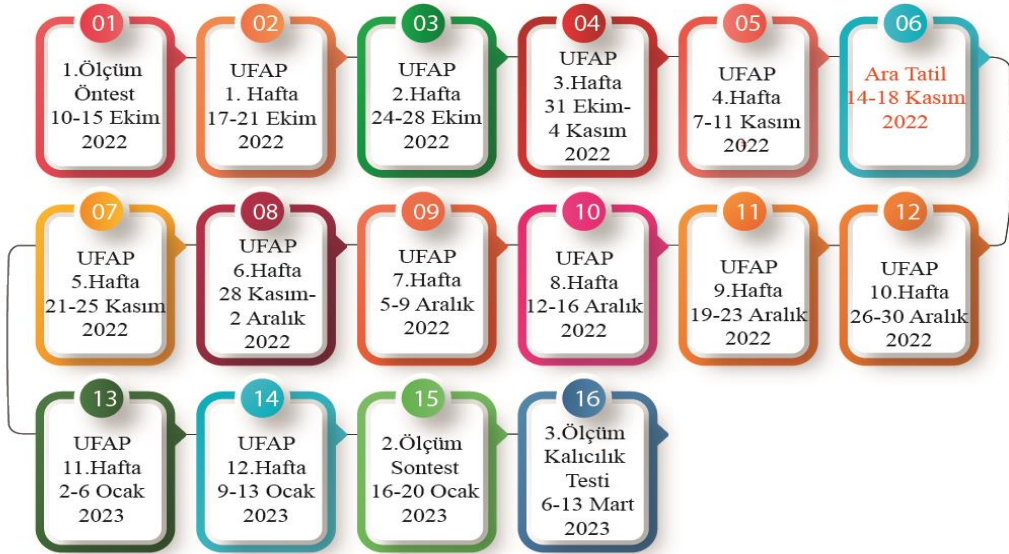 01
1.Ölçüm
Öntest
10-15 Ekim
2022
02
UFAP
1. Hafta
17-21 Ekim
2022
03
UFAP
2.Hafta
24-28 Ekim
2022
04
UFAP
3.Hafta
31 Ekim-
4 Kasım
2022
05
UFAP
4.Hafta
7-11 Kasım
2022
06
Ara Tatil
14-18 Kasım
2022
07
UFAP
5.Hafta
21-25 Kasım
2022
08
UFAP
6.Hafta
28 Kasım-
2 Aralık
2022
09
UFAP
7.Hafta
5-9 Aralık
2022
10
UFAP
8.Hafta
12-16 Aralık
2022
11
UFAP
9.Hafta
19-23 Aralık
2022
12
UFAP
10.Hafta
26-30 Aralık
2022
13
UFAP
11.Hafta
2-6 Ocak
2023
14
UFAP
12.Hafta
9-13 Ocak
2023
15
2.Ölçüm
Sontest
16-20 Ocak
2023
16
3.Ölçüm
Kalıcılık
Testi
6-13 Mart
2023